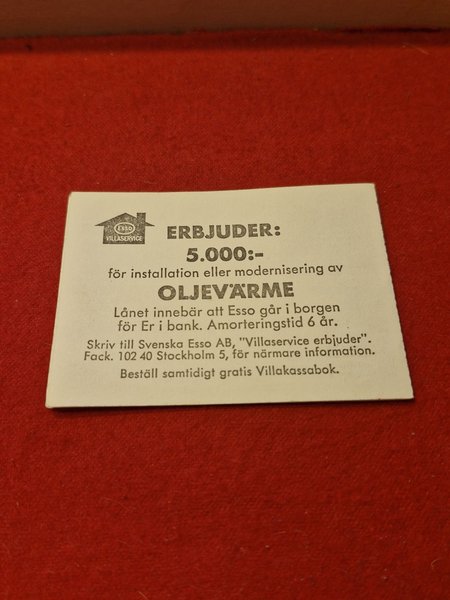 Esso
VILLASERVICE
ERBJUDER:
5.000:-
för installation eller modernisering av
OLJEVÄRME
Lånet innebär att Esso går i borgen
för Er i bank. Amorteringstid 6 år.
Skriv till Svenska Esso AB, "Villaservice erbjuder".
Fack. 102 40 Stockholm 5, för närmare information.
Beställ samtidigt gratis Villakassabok.